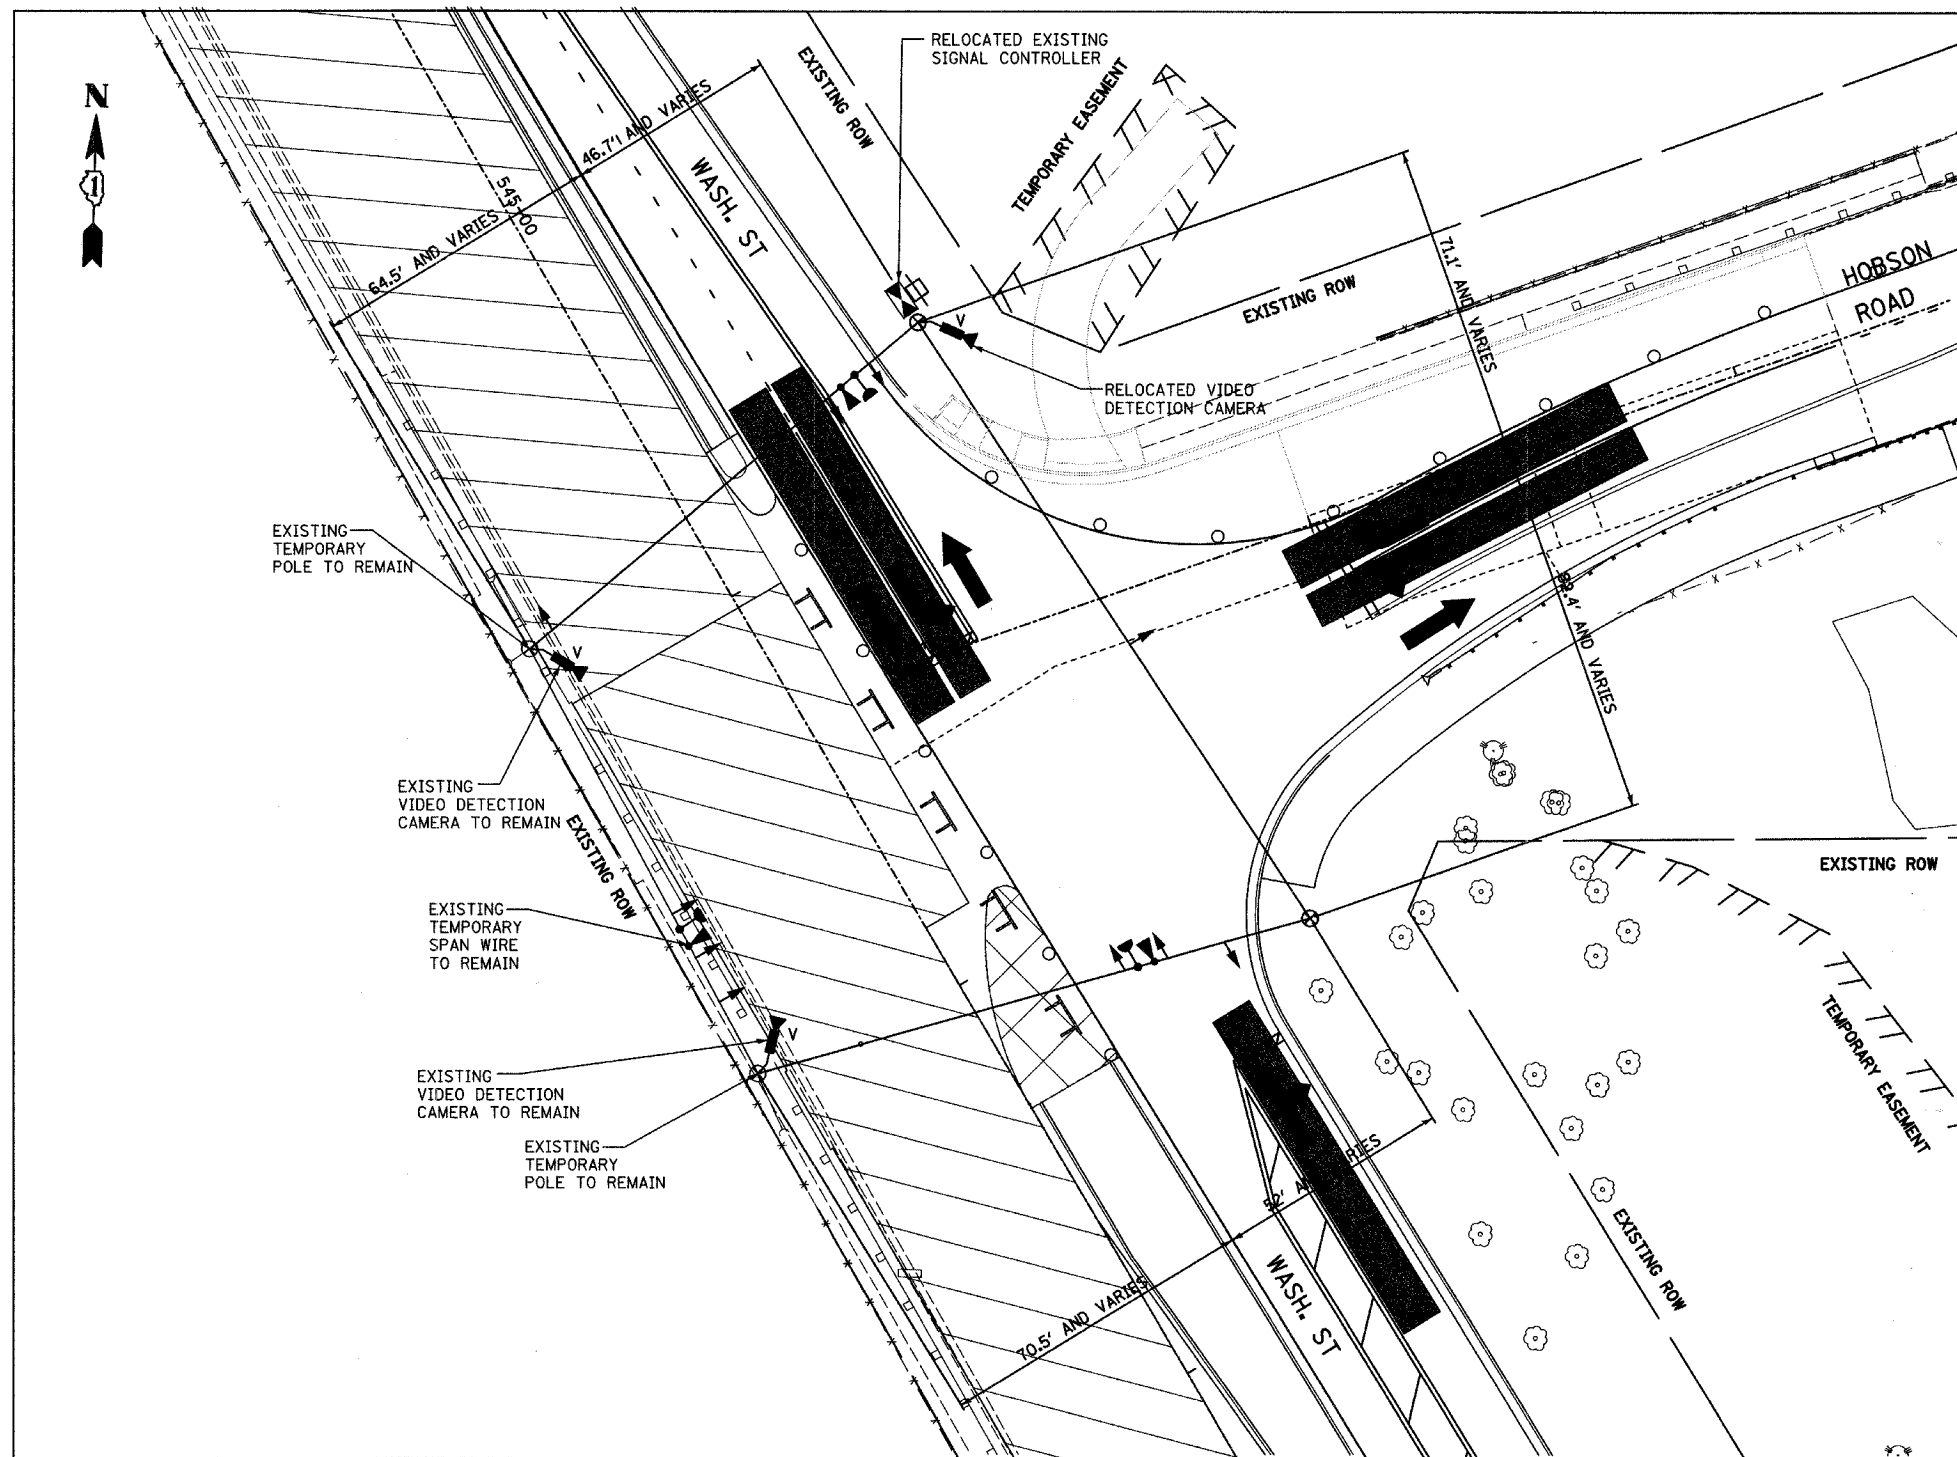 N
1
RELOCATED EXISTING
SIGNAL CONTROLLER
EXISTING ROW
TEMPORARY EASEMENT
46.7' AND VARIES
WASH. ST
545+00
64.5' AND VARIES
71.1' AND VARIES
HOBSON
ROAD
EXISTING ROW
V
RELOCATED VIDEO
DETECTION CAMERA
EXISTING
TEMPORARY
POLE TO REMAIN
V
AND VARIES
EXISTING
VIDEO DETECTION
CAMERA TO REMAIN
EXISTING ROW
EXISTING ROW
EXISTING
TEMPORARY
SPAN WIRE
TO REMAIN
TEMPORARY EASEMENT
V
EXISTING
VIDEO DETECTION
CAMERA TO REMAIN
EXISTING
TEMPORARY
POLE TO REMAIN
EXISTING ROW
70.5' AND VARIES
WASH. ST